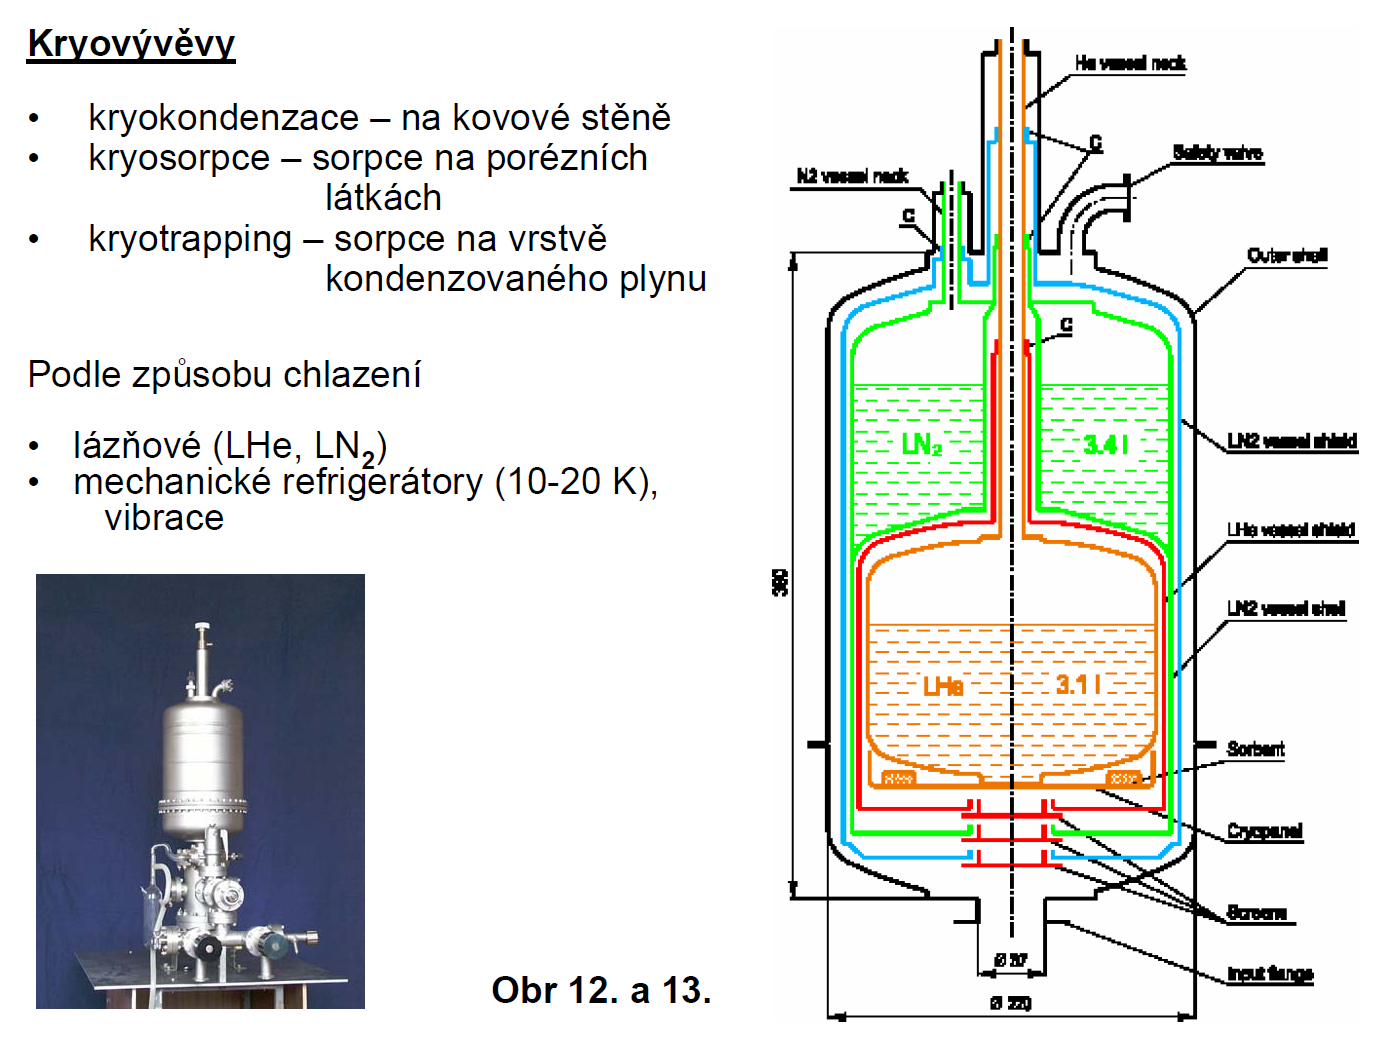 Kryovývěvy
• kryokondenzace – na kovové stěně
• kryosorpce – sorpce na porézních
látkách
• kryotrapping – sorpce na vrstvě
kondenzovaného plynu
Podle způsobu chlazení
• lázňové (LHe, LN2)
• mechanické refrigerátory (10-20 K),
vibrace
Obr 12. a 13.
He vessel neck
C
Safety valve
N2 vessel neck
C
Outer shell
C
LN2
3.4 l
LN2 vessel shield
LHe vessel shield
380
LN2 vessel shell
LHe
3.1 l
Sorbent
Cryopanel
Screens
Input flange
Ø 37
Ø 220